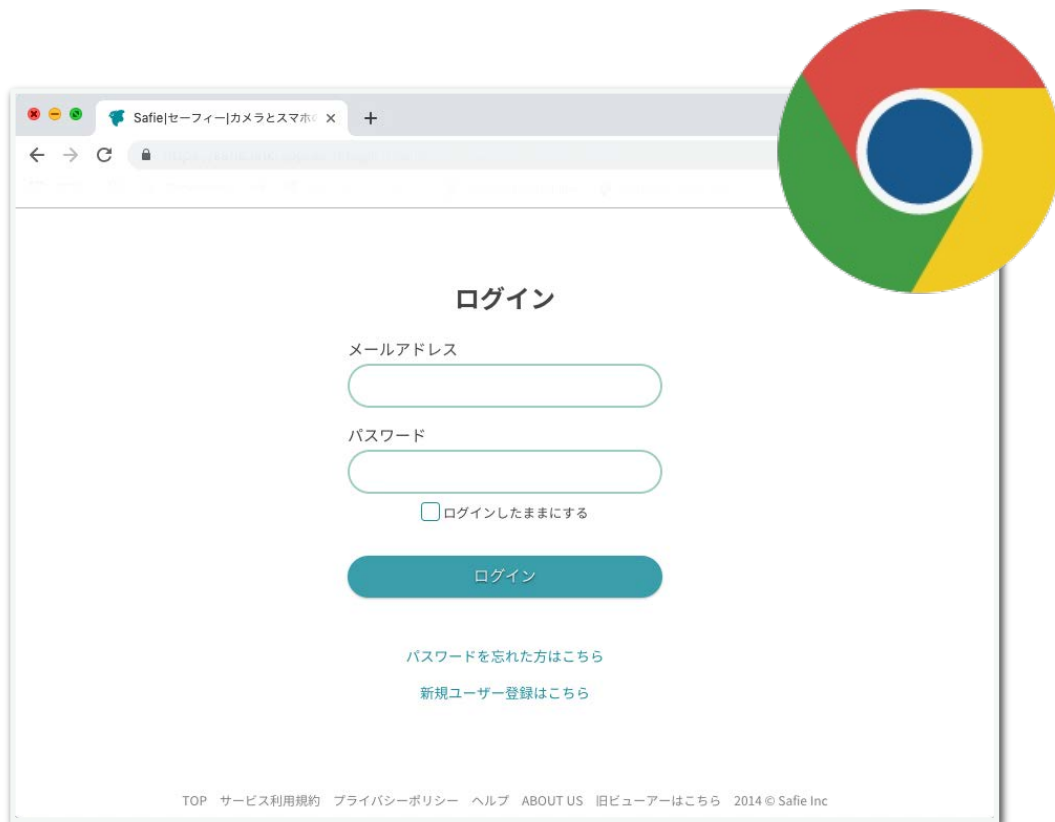 Safie|セーフィー|カメラとスマホ
ログイン
メールアドレス
パスワード
ログインしたままにする
ログイン
パスワードを忘れた方はこちら
新規ユーザー登録はこちら
TOP サービス利用規約 プライバシーポリシー ヘルプ ABOUT US 旧ビューアーはこちら 2014 © Safie Inc